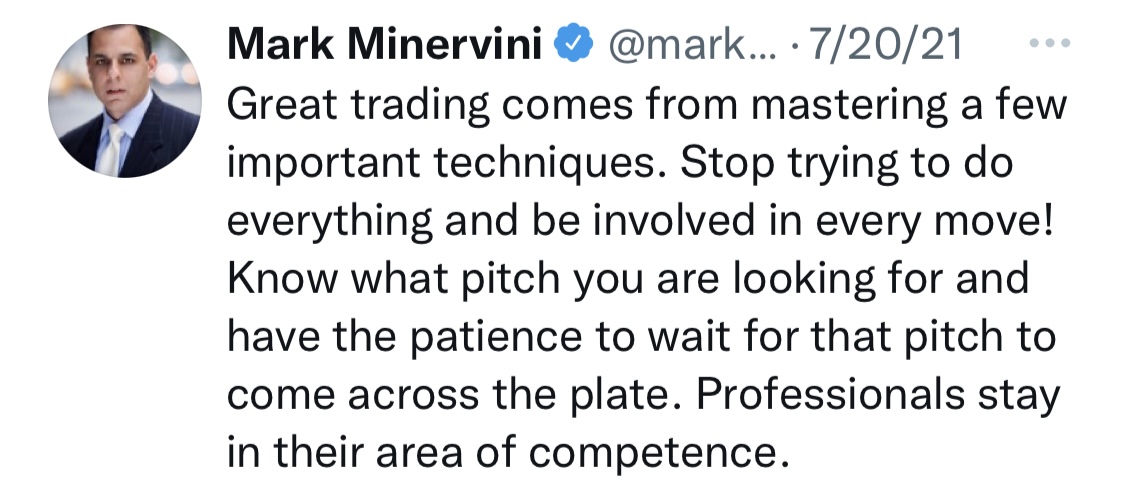 Mark Minervini @mark... · 7/20/21
Great trading comes from mastering a few
important techniques. Stop trying to do
everything and be involved in every move!
Know what pitch you are looking for and
have the patience to wait for that pitch to
come across the plate. Professionals stay
in their area of competence.